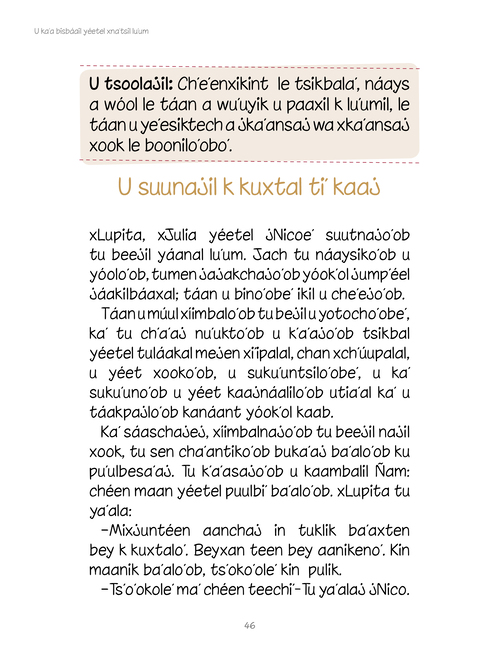 U ka'a bisbáail yéetel xna'tsil lu'um
U tsoolajil: Ch'e'enxikint le tsikbala', náays
a wóol le táan a wu'uyik u paaxil k lu'umil, le
táan u ye'esiktech a jka'ansaj wa xka'ansaj
xook le boonilo'obo'.
U suunajil k kuxtal ti' kaaj
xLupita, xJulia yéetel jNicoe' suutnajo'ob
tu beejil yáanal lu'um. Jach tu náaysiko'ob u
yóolo'ob, tumen jajakchajo'ob yóok'ol jump'éel
jáakilbáaxal; táan u bino'obe' ikil u che'ejo'ob.
Táan u múul xíimbalo'ob tu bejil u yotocho'obe',
ka' tu ch'a'aj nu'ukto'ob u k'a'ajo'ob tsikbal
yéetel tuláakal mejen xi'ipalal, chan xch'úupalal,
u yéet xooko'ob, u suku'untsilo'obe', u ka'
suku'uno'ob u yéet kaajnáalilo'ob utia'al ka' u
táakpajlo'ob kanáant yóok'ol kaab.
Ka' sáaschajej, xíimbalnajo'ob tu beejil najil
xook, tu sen cha'antiko'ob buka'aj ba'alo'ob ku
pu'ulbesa'aj. Tu k'a'asajo'ob u kaambalil Ñam:
chéen maan yéetel puulbi' ba'alo'ob. xLupita tu
ya'ala:
–Mixjuntéen aanchaj in tuklik ba'axten
bey k kuxtalo'. Beyxan teen bey aanikeno'. Kin
maanik ba'alo'ob, ts'oko'ole' kin pulik.
–Ts'o'okole' ma' chéen teechi'-Tu ya'alaj jNico.
46